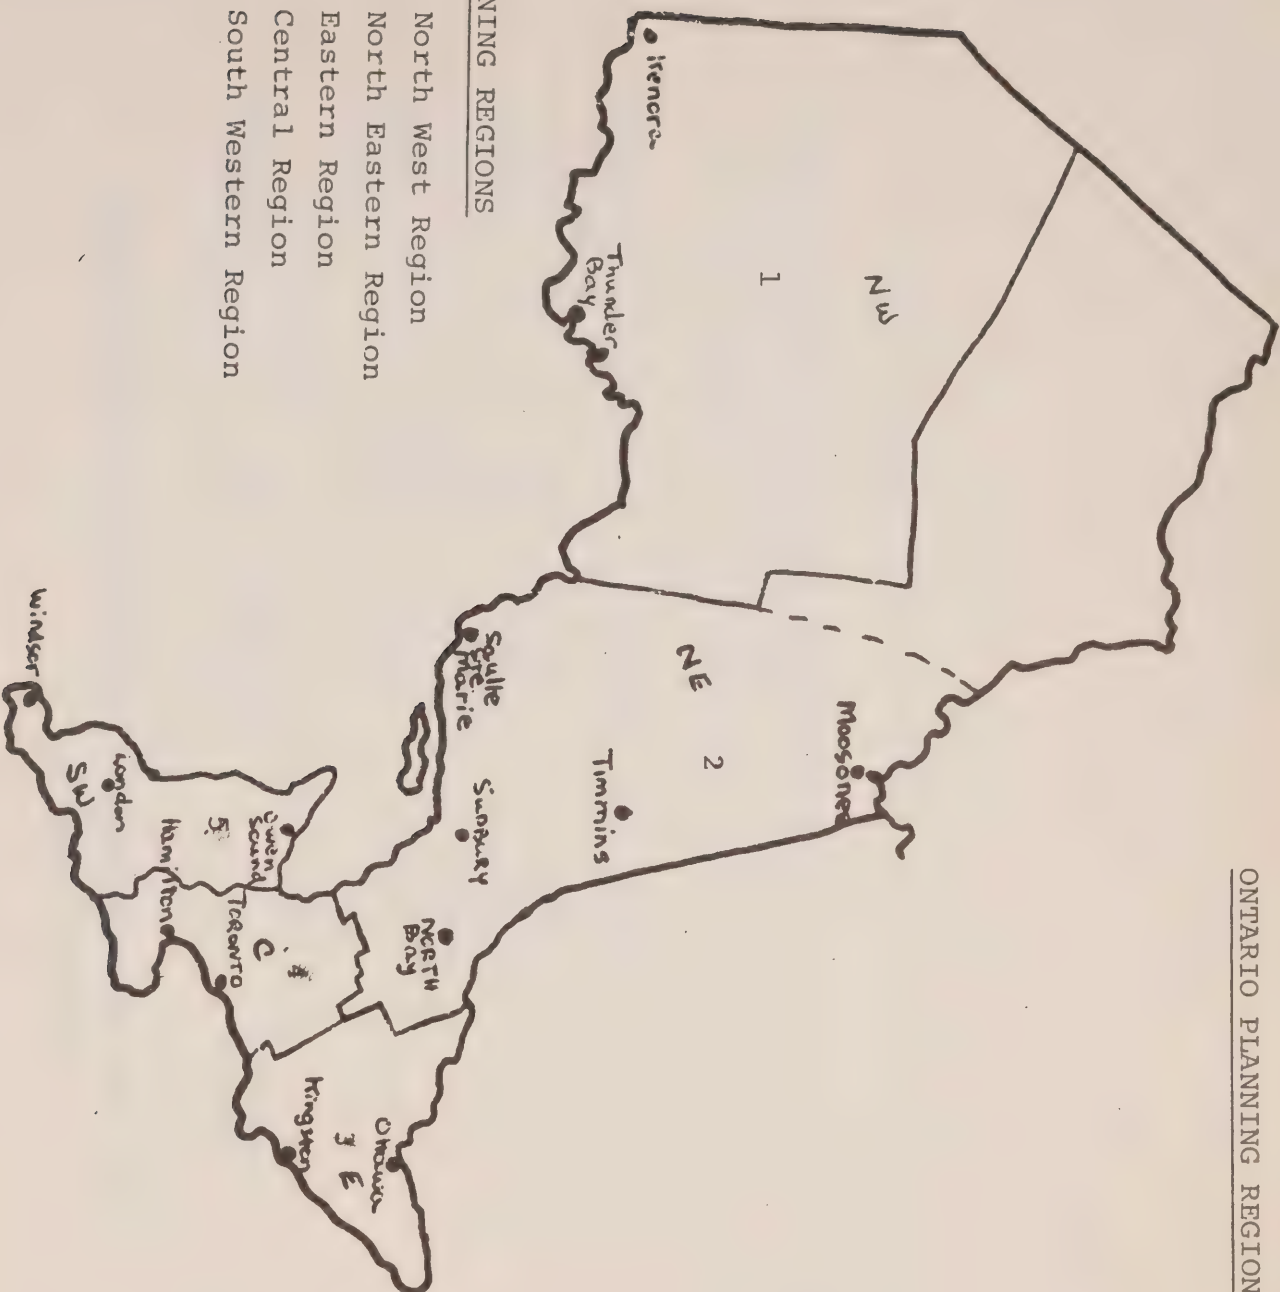 ONTARIO PLANNING REGION
NW
1
Kenora
Thunder
Bay
Moosonee
NE
2
Timmins
Saulte
Ste
Marie
SudBury
NORTH
Bay
Owen
Sound
5
Hamilton
London
SW
Windsor
TORONTO
C
4
Ottawa
3 E
Kingston
NING REGIONS
North West Region
North Eastern Region
Eastern Region
Central Region
South Western Region